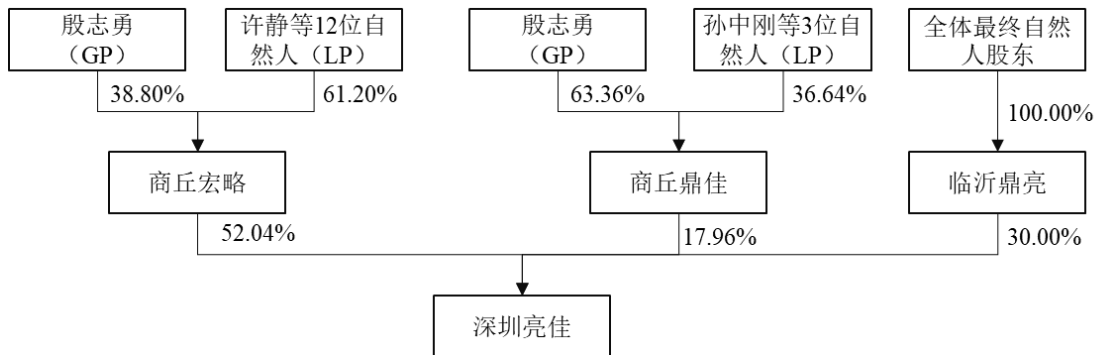 殷志勇
（GP）
许静等12位自
然人（LP）
殷志勇
（GP）
孙中刚等3位自
然人（LP）
全体最终自然
人股东
38.80%
61.20%
63.36%
36.64%
100.00%
商丘宏略
商丘鼎佳
临沂鼎亮
52.04%
17.96%
30.00%
深圳亮佳